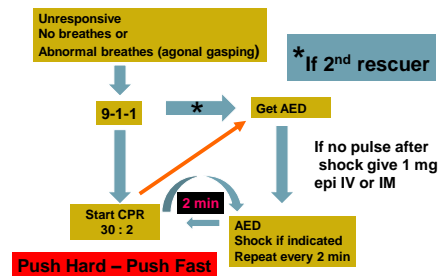 Unresponsive
No breathes or
Abnormal breathes (agonal gasping)
*If 2nd rescuer
9-1-1
*
Get AED
If no pulse after
shock give 1 mg
epi IV or IM
2 min
Start CPR
30 : 2
AED
Shock if indicated
Repeat every 2 min
Push Hard – Push Fast